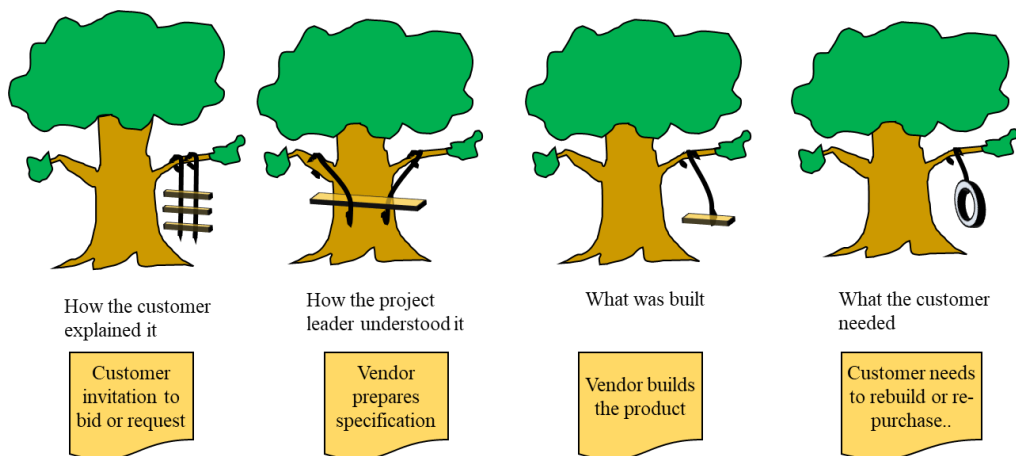 How the customer
explained it
How the project
leader understood it
What was built
What the customer
needed
Customer
invitation to
bid or request
Vendor
prepares
specification
Vendor builds
the product
Customer needs
to rebuild or re-
purchase..